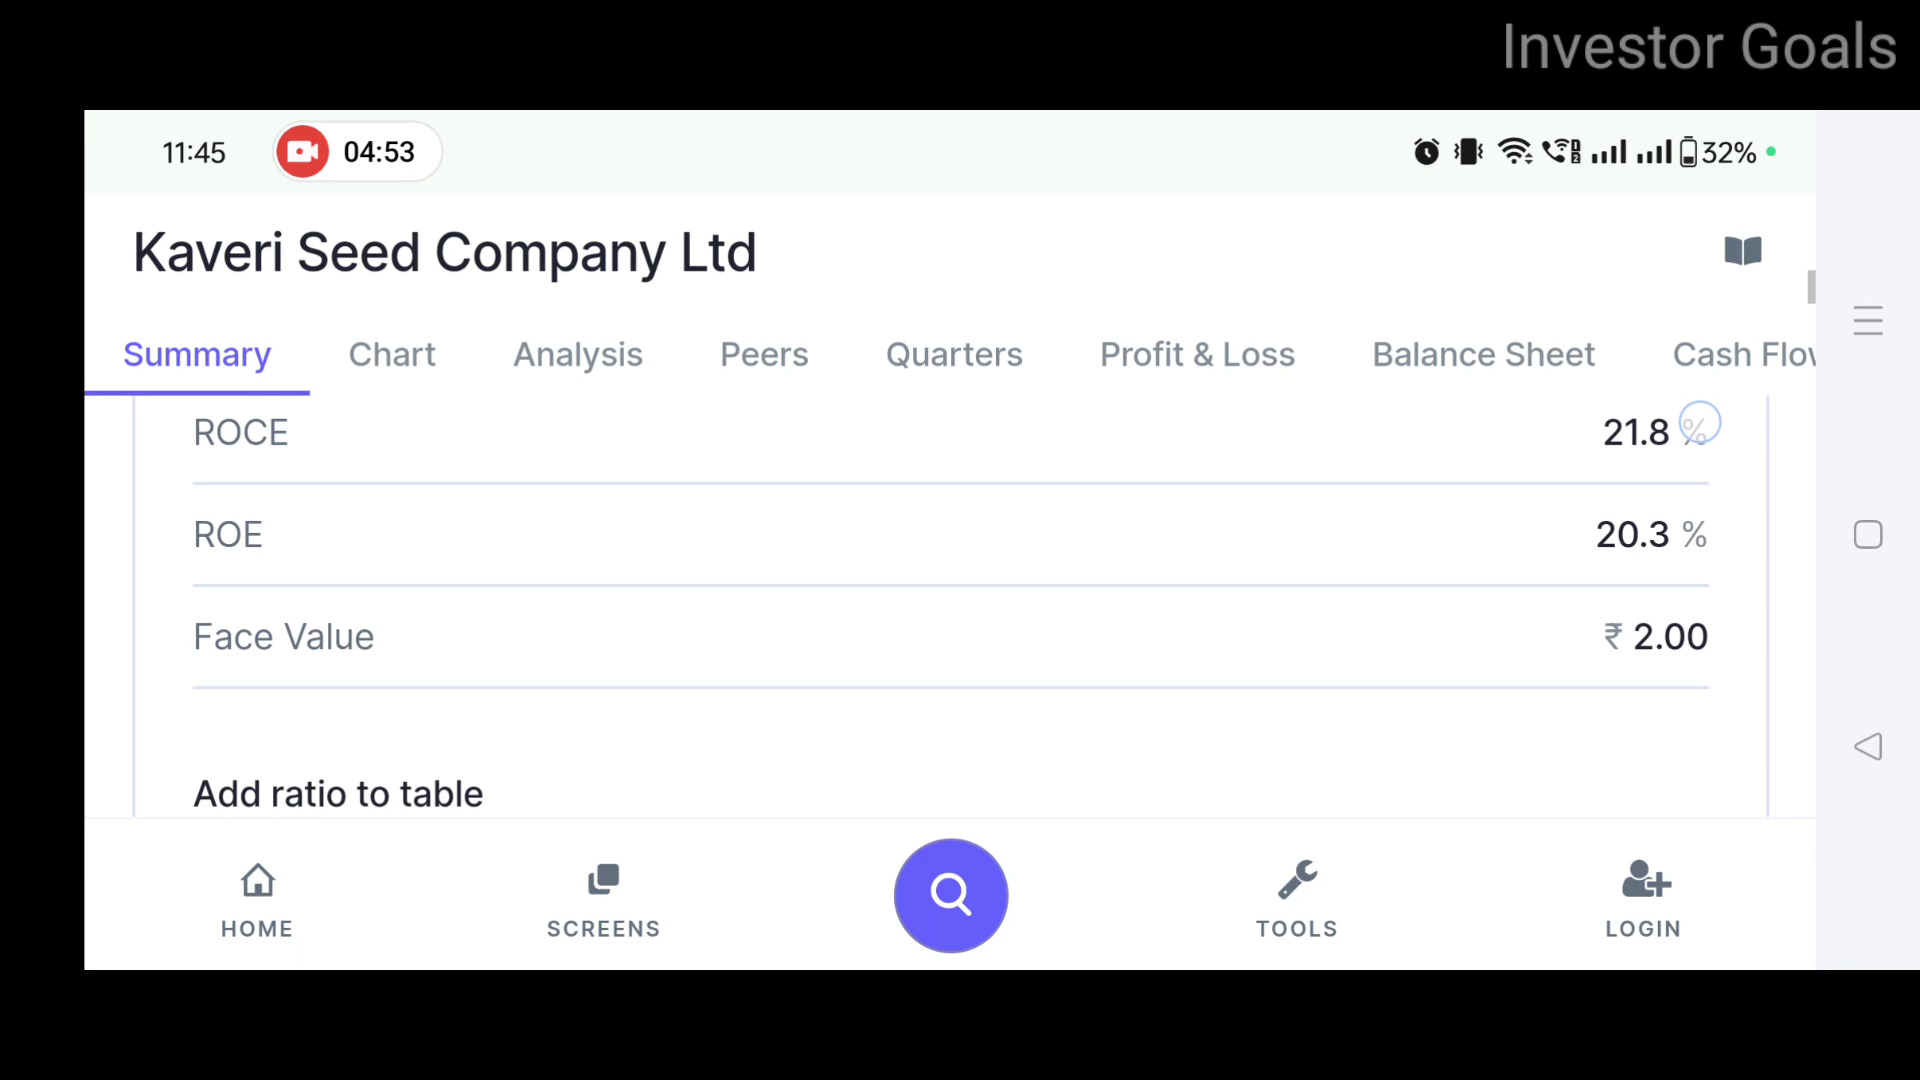 Investor Goals
11:45 04:53 32%
Kaveri Seed Company Ltd
Summary Chart Analysis Peers Quarters Profit & Loss Balance Sheet Cash Flow
ROCE 21.8 %
ROE 20.3 %
Face Value ₹ 2.00
Add ratio to table
HOME SCREENS TOOLS LOGIN